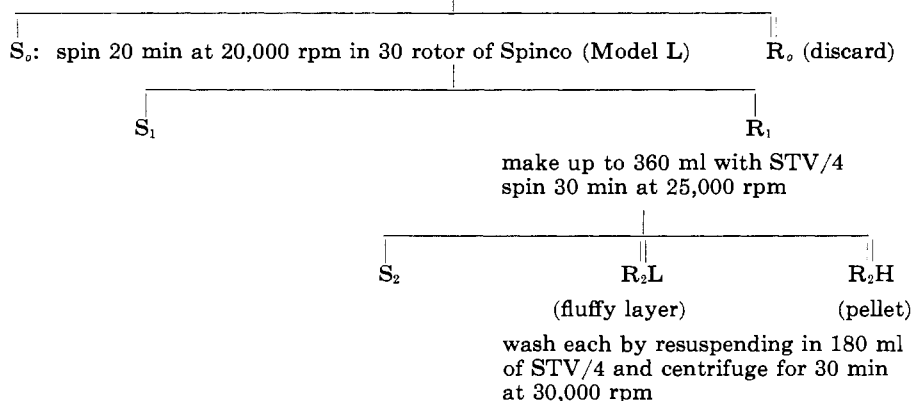 Sₒ: spin 20 min at 20,000 rpm in 30 rotor of Spinco (Model L) Rₒ (discard)
S₁ R₁
make up to 360 ml with STV/4
spin 30 min at 25,000 rpm
S₂ R₂L R₂H
(fluffy layer) (pellet)
wash each by resuspending in 180 ml
of STV/4 and centrifuge for 30 min
at 30,000 rpm